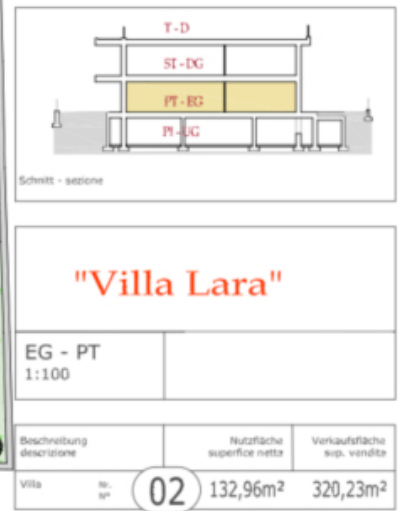 T-D
ST-DG
PT-EG
PI-UG
Schnitt - sezione
"Villa Lara"
EG - PT
1:100
Beschreibung
descrizione
Nutzfläche
superfice netta
Verkaufsfläche
sup. vendita
Villa
Nr.
N°
02
132,96m²
320,23m²